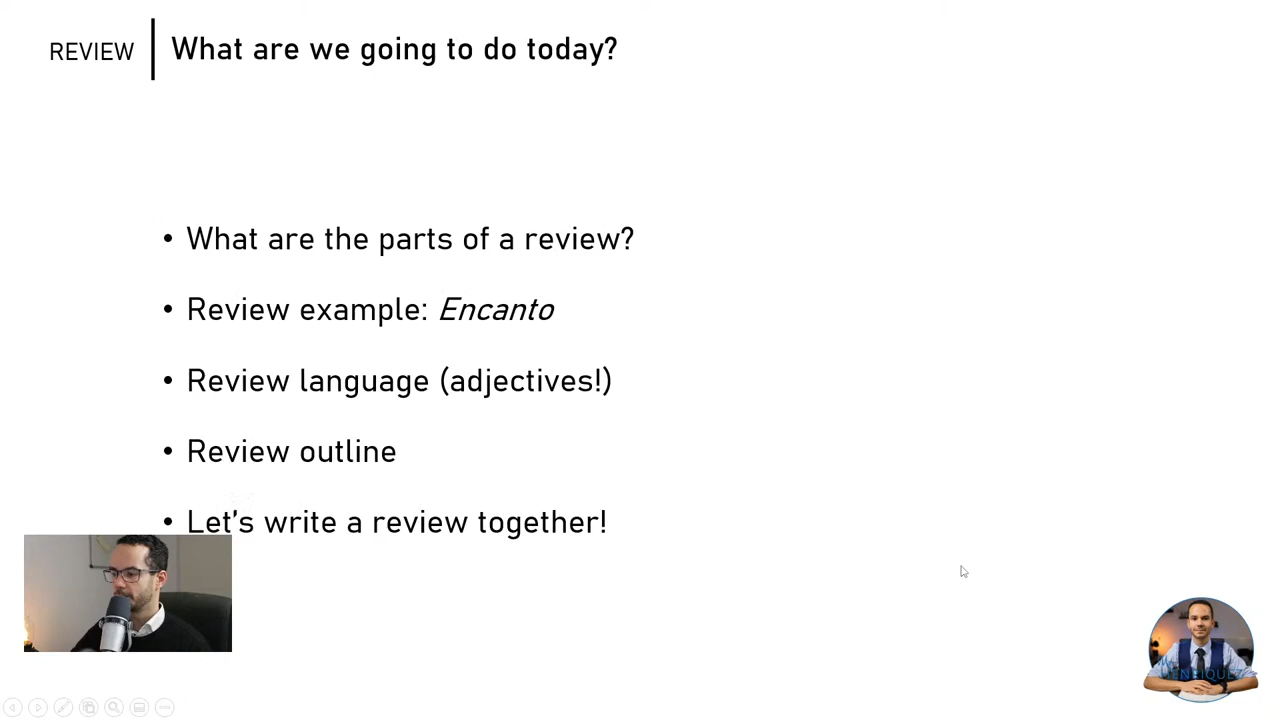 REVIEW
What are we going to do today?
• What are the parts of a review?
• Review example: Encanto
• Review language (adjectives!)
• Review outline
• Let's write a review together!